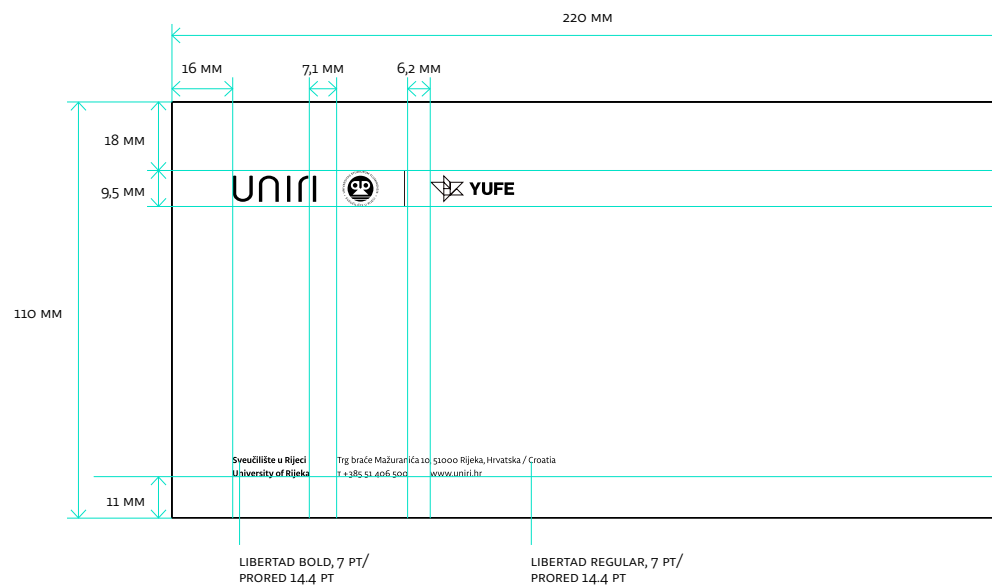 220 MM
16 MM
7,1 MM
6,2 MM
18 MM
9,5 MM
UNIRI
YUFE
110 MM
Sveučilište u Rijeci
Trg braće Mažuranića 10, 51000 Rijeka, Hrvatska / Croatia
University of Rijeka
T +385 51 406 500
www.uniri.hr
11 MM
LIBERTAD BOLD, 7 PT/
PRORED 14.4 PT
LIBERTAD REGULAR, 7 PT/
PRORED 14.4 PT